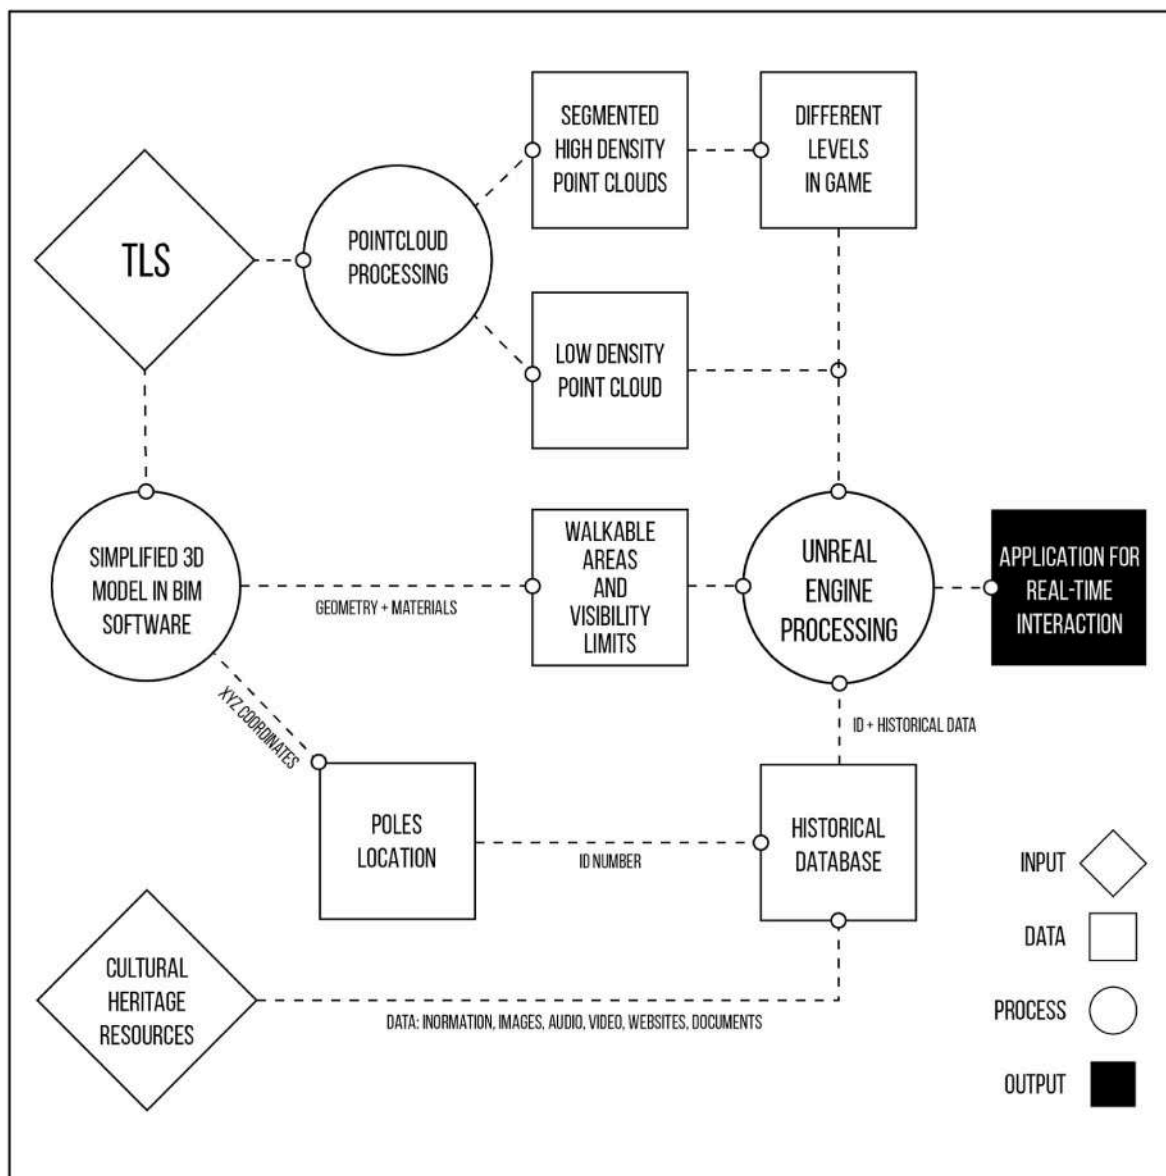 SEGMENTED
HIGH DENSITY
POINT CLOUDS
DIFFERENT
LEVELS
IN GAME
TLS
POINTCLOUD
PROCESSING
LOW DENSITY
POINT CLOUD
SIMPLIFIED 3D
MODEL IN BIM
SOFTWARE
GEOMETRY + MATERIALS
WALKABLE
AREAS
AND
VISIBILITY
LIMITS
UNREAL
ENGINE
PROCESSING
APPLICATION FOR
REAL-TIME
INTERACTION
XYZ COORDINATES
ID + HISTORICAL DATA
POLES
LOCATION
ID NUMBER
HISTORICAL
DATABASE
CULTURAL
HERITAGE
RESOURCES
DATA: INORMATION, IMAGES, AUDIO, VIDEO, WEBSITES, DOCUMENTS
INPUT
DATA
PROCESS
OUTPUT